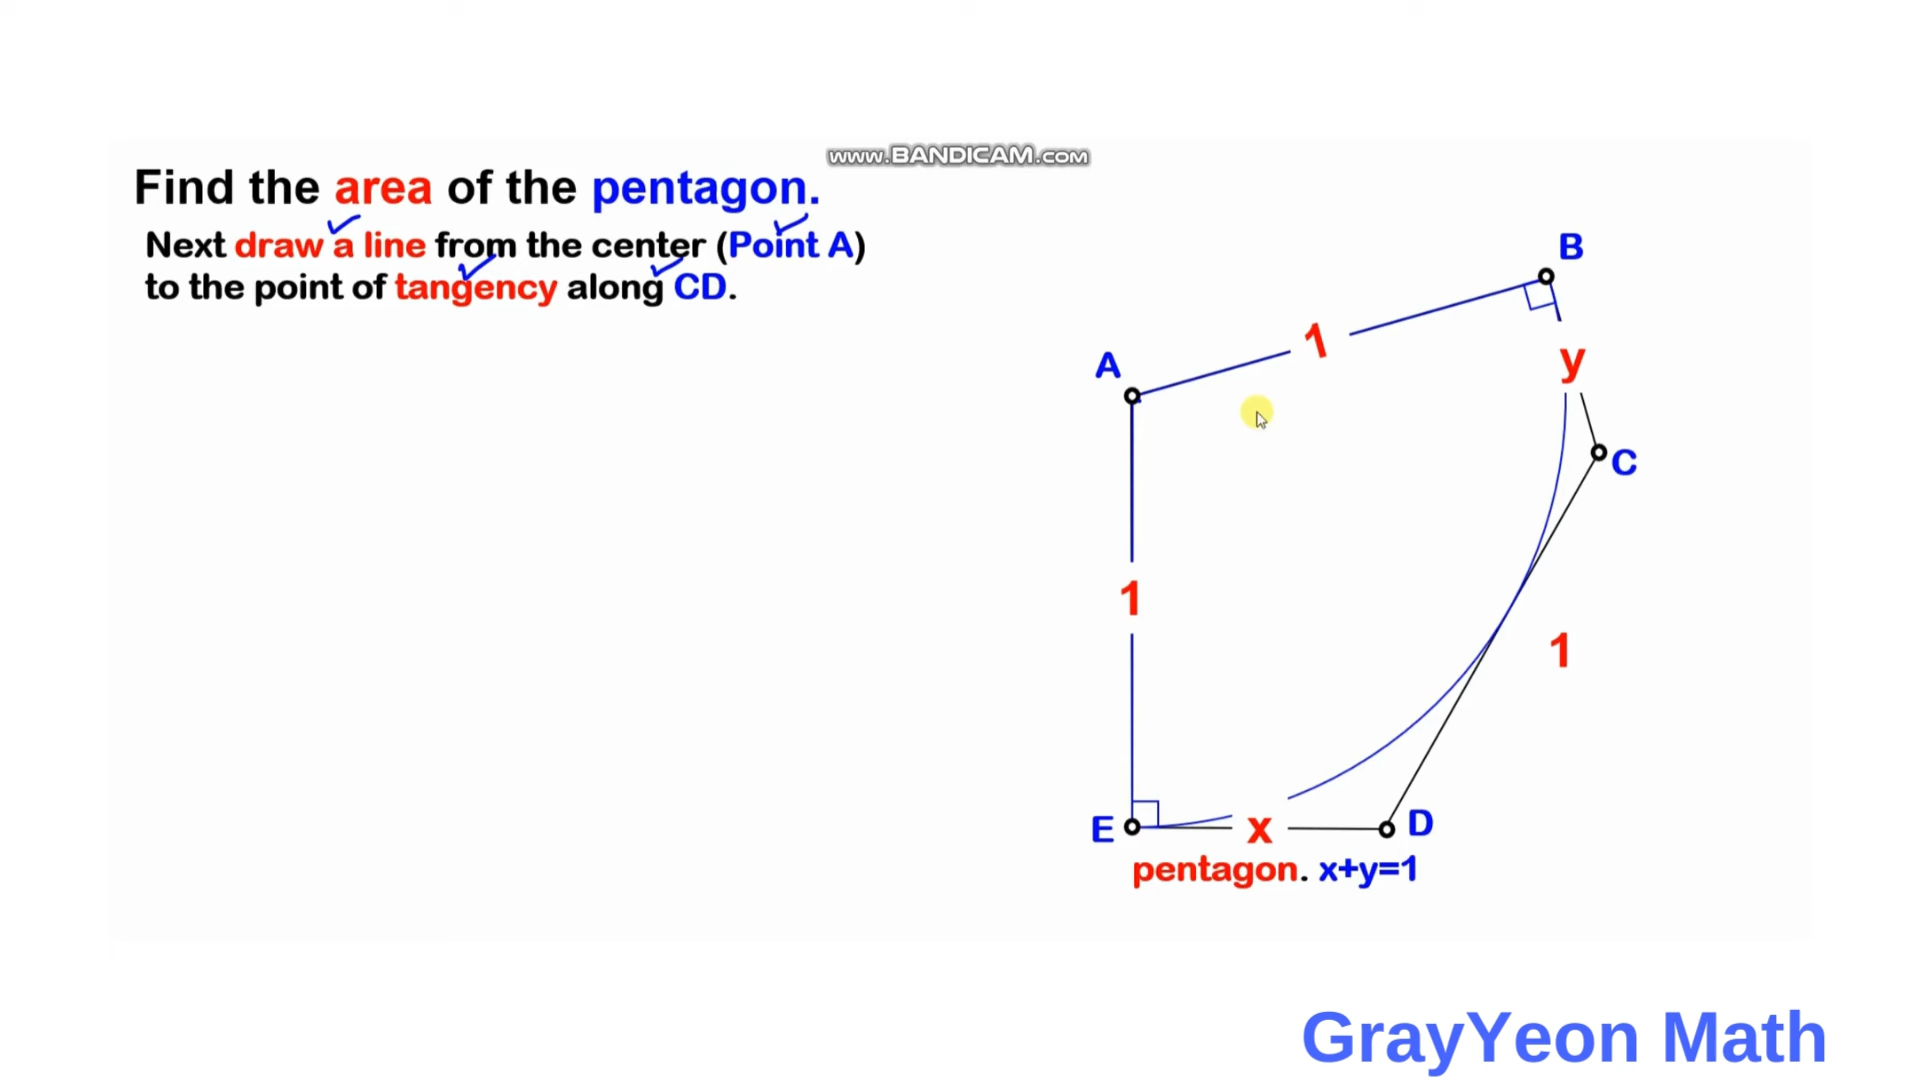 www.BANDICAM.com
Find the area of the pentagon.
Next draw a line from the center (Point A)
to the point of tangency along CD.
B
1
y
A
C
1
1
E
x
D
pentagon. x+y=1
GrayYeon Math